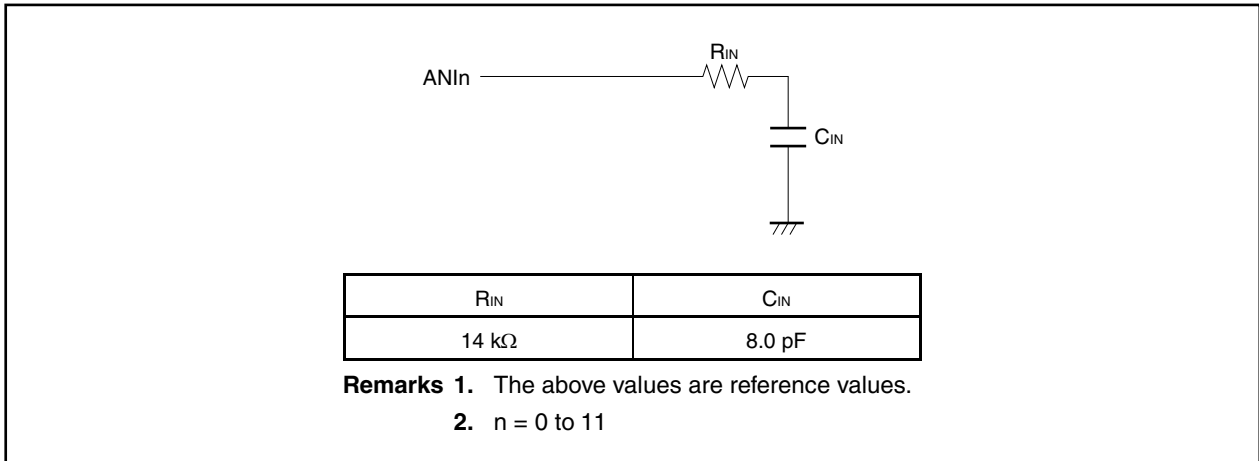 RIN
ANIn
CIN
RIN CIN
14 kΩ 8.0 pF
Remarks 1. The above values are reference values.
2. n = 0 to 11